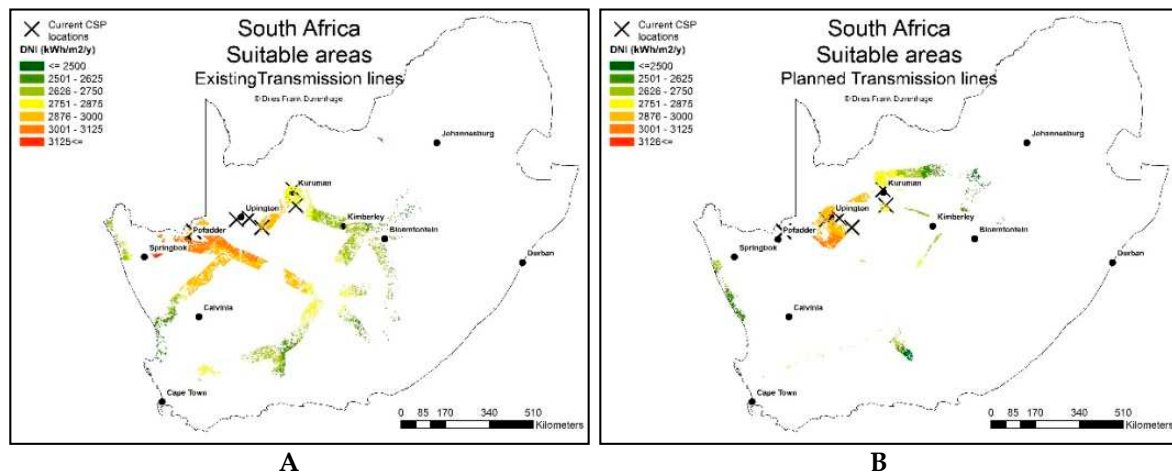 Current CSP
locations
DNI (kWh/m2/y)
<= 2500
2501 - 2625
2626 - 2750
2751 - 2875
2876 - 3000
3001 - 3125
3125<=
South Africa
Suitable areas
ExistingTransmission lines
© Dries Frank Duvenhage
Johannesburg
Kuruman
Upington
Kimberley
Bloemfontein
Pofadder
Springbok
Durban
Calvinia
Cape Town
0 85 170 340 510
Kilometers
A
Current CSP
locations
DNI (kWh/m2/y)
<=2500
2501 - 2625
2626 - 2750
2751 - 2875
2876 - 3000
3001 - 3125
3126<=
South Africa
Suitable areas
Planned Transmission lines
© Dries Frank Duvenhage
Johannesburg
Kuruman
Upington
Kimberley
Bloemfontein
Pofadder
Springbok
Durban
Calvinia
Cape Town
0 85 170 340 510
Kilometers
B